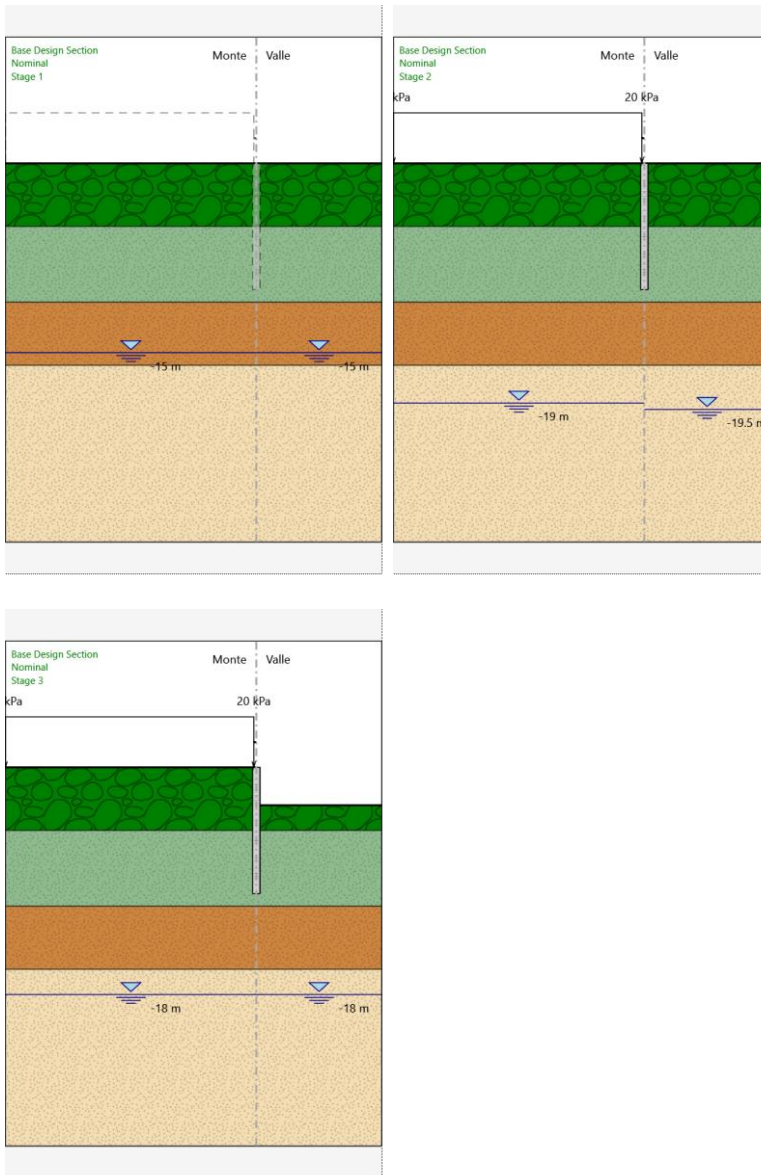 Base Design Section
Nominal
Stage 1
Monte Valle
-15 m -15 m
Base Design Section
Nominal
Stage 2
Monte Valle
kPa 20 kPa
-19 m -19.5 m
Base Design Section
Nominal
Stage 3
Monte Valle
kPa 20 kPa
-18 m -18 m